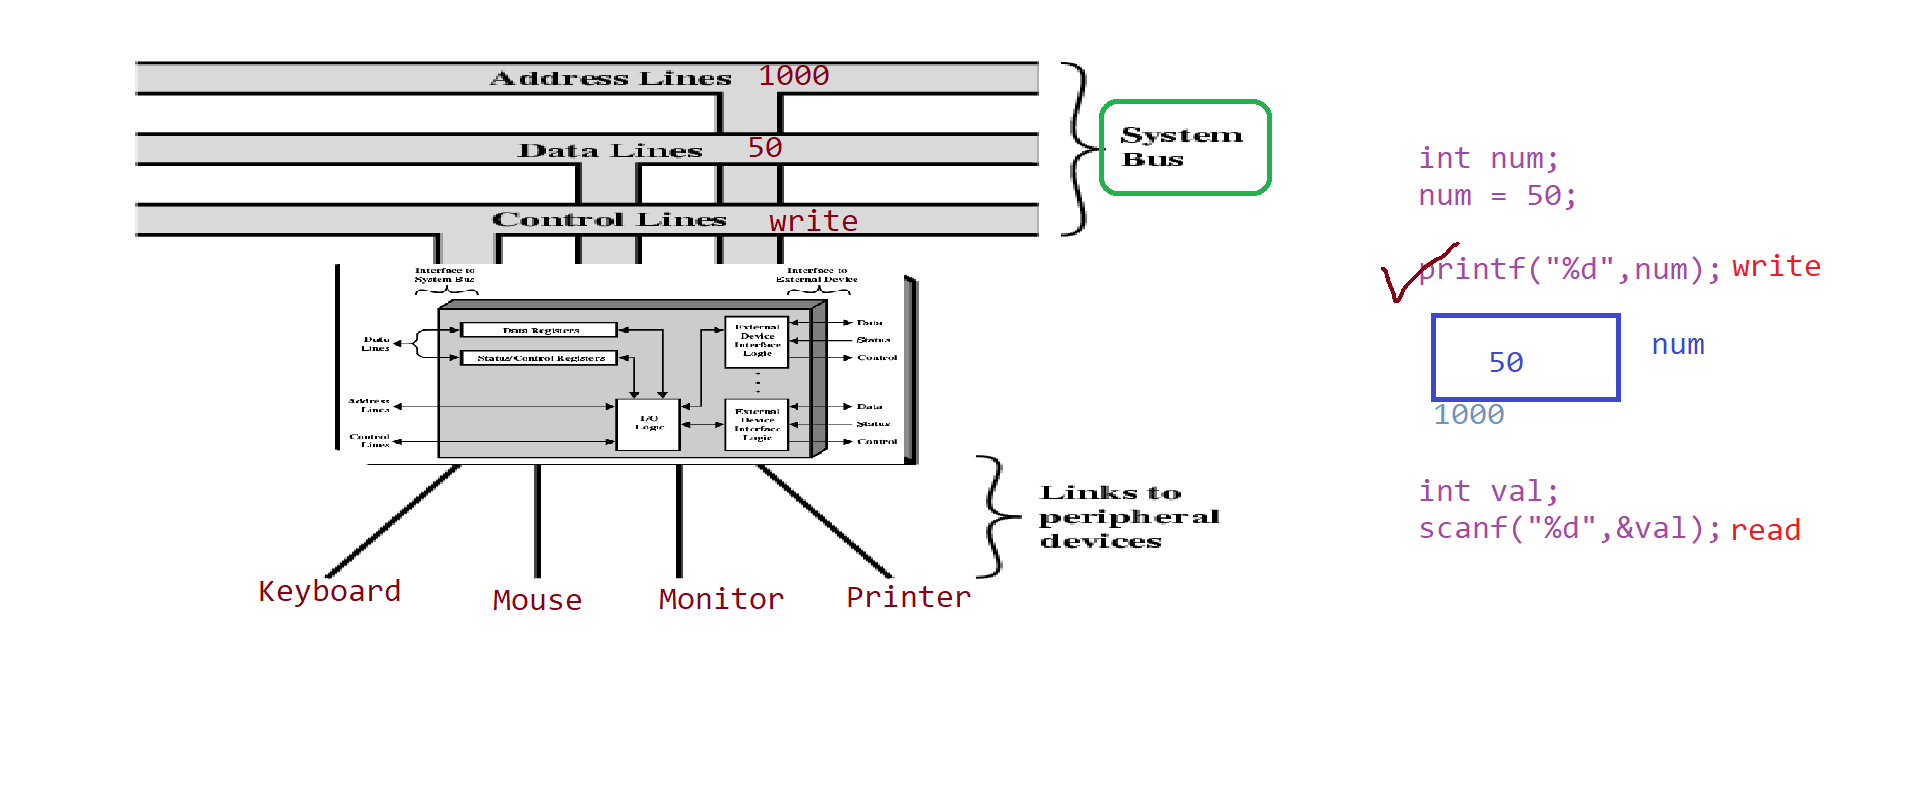 Address Lines 1000
Data Lines 50
Control Lines write
System
Bus
Interface to
System Bus
Interface to
External Device
Data
Lines
Data Registers
Status/Control Registers
External
Device
Interface
Logic
Data
Status
Control
Address
Lines
Control
Lines
I/O
Logic
External
Device
Interface
Logic
Data
Status
Control
Links to
peripheral
devices
Keyboard
Mouse
Monitor
Printer
int num;
num = 50;
printf("%d",num); write
50
num
1000
int val;
scanf("%d",&val); read